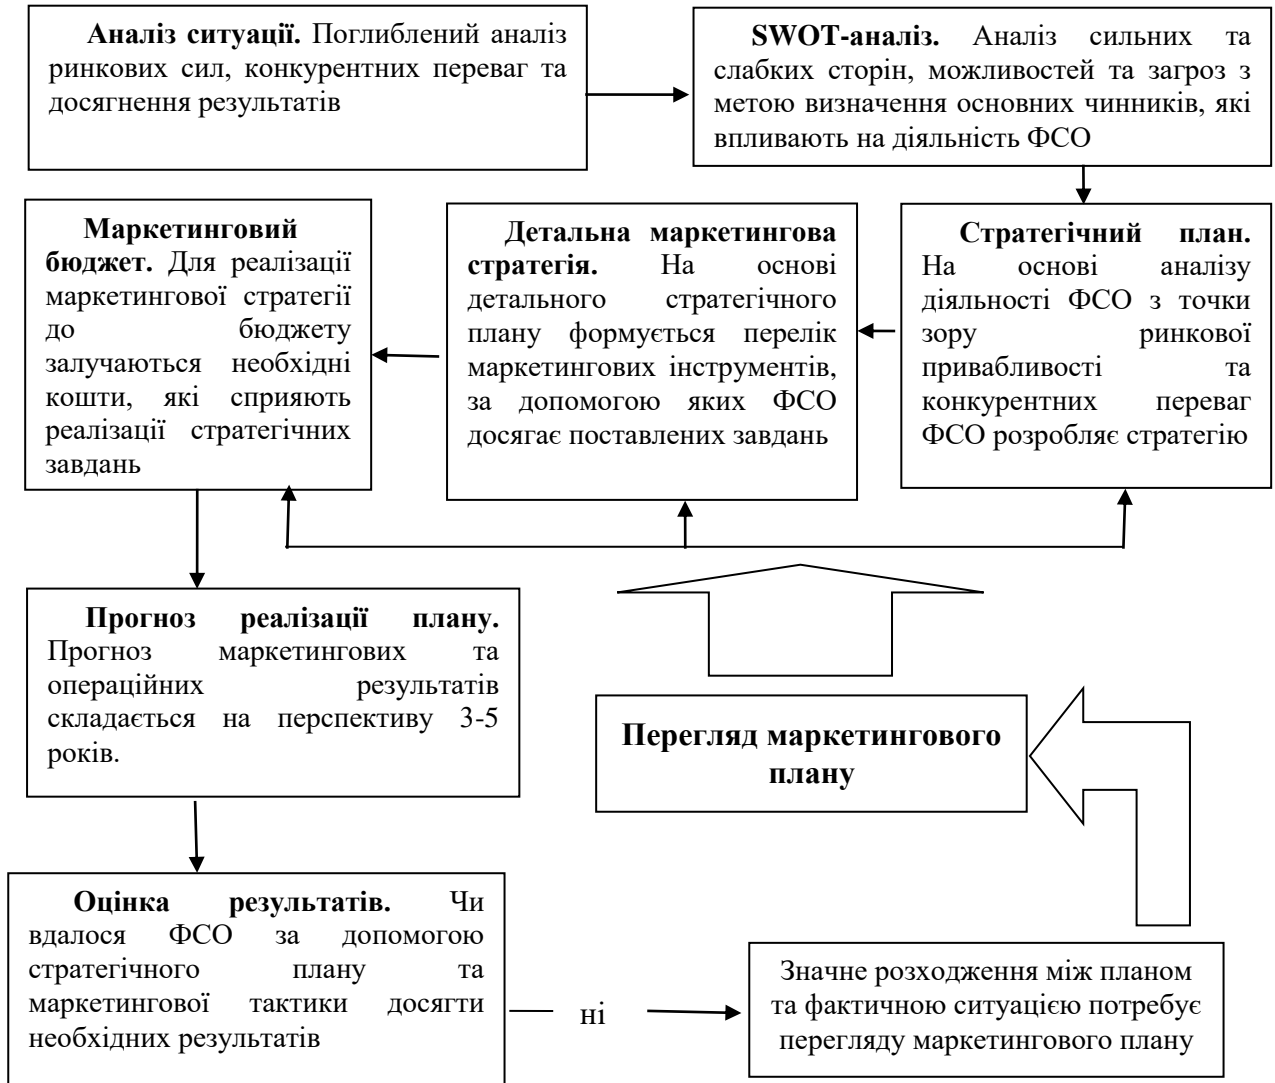 Аналіз ситуації. Поглиблений аналіз
ринкових сил, конкурентних переваг та
досягнення результатів
SWOT-аналіз. Аналіз сильних та
слабких сторін, можливостей та загроз з
метою визначення основних чинників, які
впливають на діяльність ФСО
Маркетинговий
бюджет. Для реалізації
маркетингової стратегії
до бюджету
залучаються необхідні
кошти, які сприяють
реалізації стратегічних
завдань
Детальна маркетингова
стратегія. На основі
детального стратегічного
плану формується перелік
маркетингових інструментів,
за допомогою яких ФСО
досягає поставлених завдань
Стратегічний план.
На основі аналізу
діяльності ФСО з точки
зору ринкової
привабливості та
конкурентних переваг
ФСО розробляє стратегію
Прогноз реалізації плану.
Прогноз маркетингових та
операційних результатів
складається на перспективу 3-5
років.
Перегляд маркетингового
плану
Оцінка результатів. Чи
вдалося ФСО за допомогою
стратегічного плану та
маркетингової тактики досягти
необхідних результатів
ні
Значне розходження між планом
та фактичною ситуацією потребує
перегляду маркетингового плану